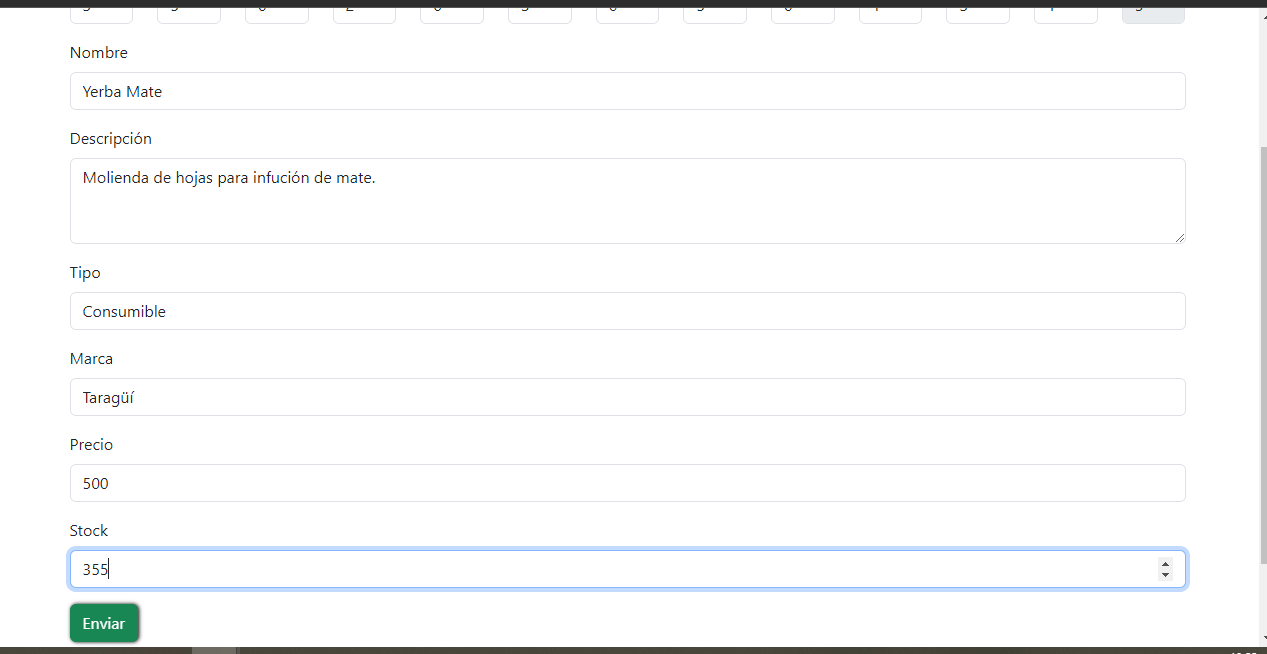 Nombre
Yerba Mate
Descripción
Molienda de hojas para infución de mate.
Tipo
Consumible
Marca
Taragüí
Precio
500
Stock
355
Enviar